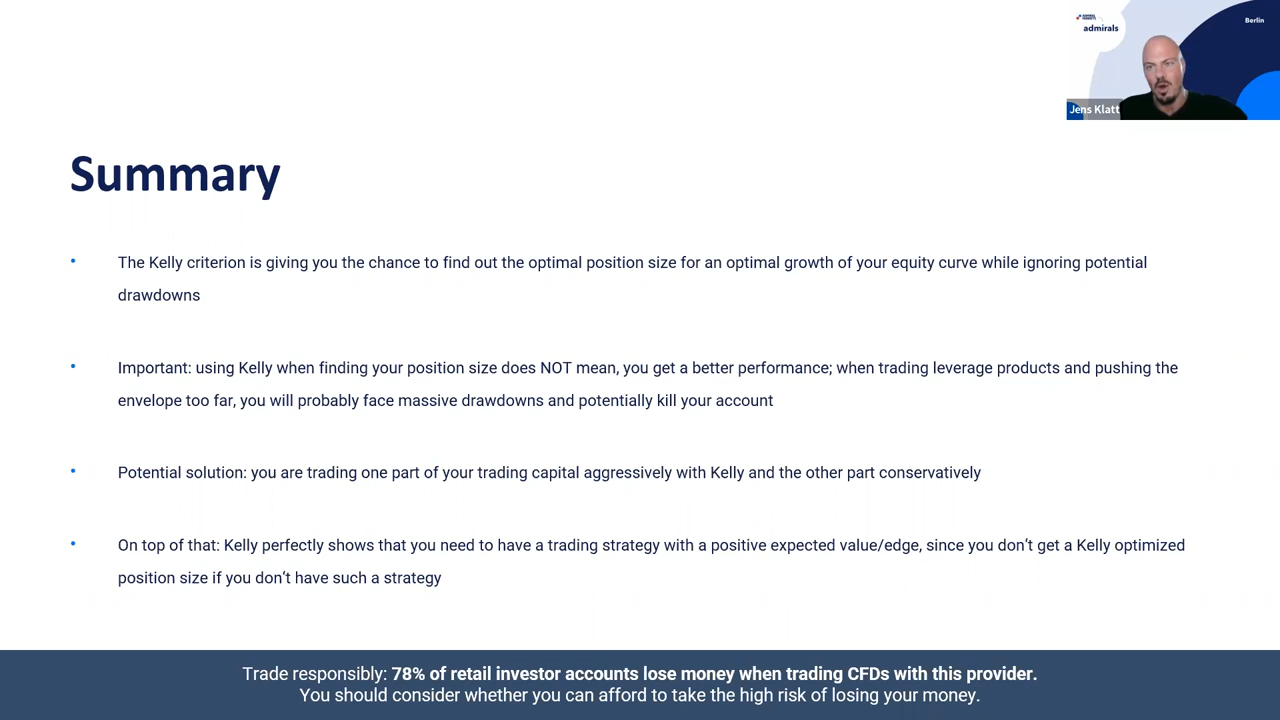 admirals
Berlin
Jens Klatt
Summary
• The Kelly criterion is giving you the chance to find out the optimal position size for an optimal growth of your equity curve while ignoring potential
drawdowns
• Important: using Kelly when finding your position size does NOT mean, you get a better performance; when trading leverage products and pushing the
envelope too far, you will probably face massive drawdowns and potentially kill your account
• Potential solution: you are trading one part of your trading capital aggressively with Kelly and the other part conservatively
• On top of that: Kelly perfectly shows that you need to have a trading strategy with a positive expected value/edge, since you don‘t get a Kelly optimized
position size if you don‘t have such a strategy
Trade responsibly: 78% of retail investor accounts lose money when trading CFDs with this provider.
You should consider whether you can afford to take the high risk of losing your money.